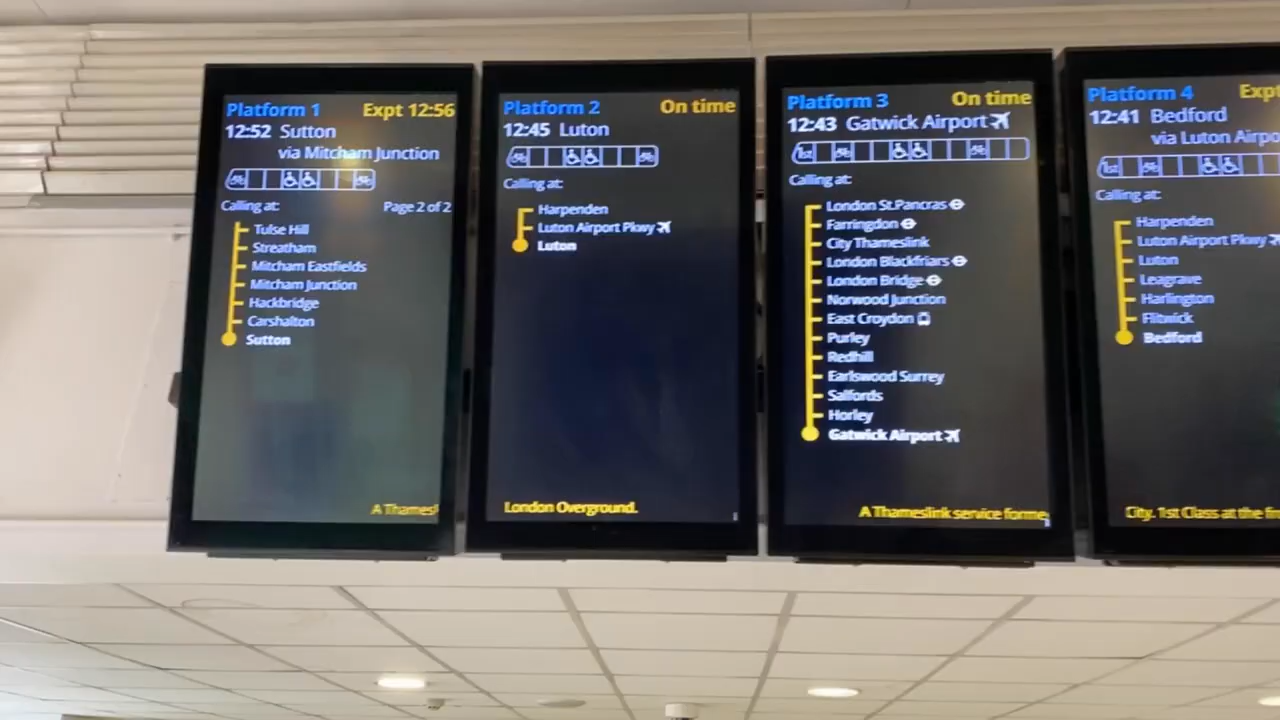 Platform 1 Expt 12:56
12:52 Sutton
via Mitcham Junction
Calling at: Page 2 of 2
Tulse Hill
Streatham
Mitcham Eastfields
Mitcham Junction
Hackbridge
Carshalton
Sutton
A Thamesl
Platform 2 On time
12:45 Luton
Calling at:
Harpenden
Luton Airport Pkwy
Luton
London Overground.
Platform 3 On time
12:43 Gatwick Airport
1st
Calling at:
London St.Pancras
Farringdon
City Thameslink
London Blackfriars
London Bridge
Norwood Junction
East Croydon
Purley
Redhill
Earlswood Surrey
Salfords
Horley
Gatwick Airport
A Thameslink service forme
Platform 4 Expt
12:41 Bedford
via Luton Airpo
1st
Calling at:
Harpenden
Luton Airport Pkwy
Luton
Leagrave
Harlington
Flitwick
Bedford
City. 1st Class at the